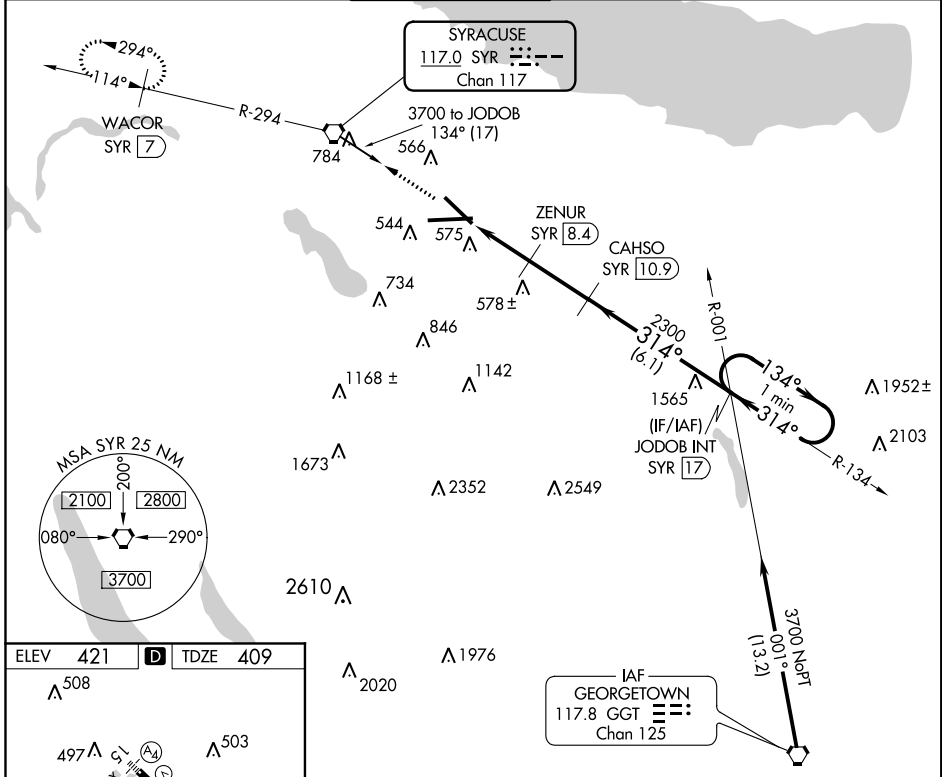 SYRACUSE
117.0 SYR
Chan 117
294°
114°
R-294
WACOR
SYR 7
3700 to JODOB
134° (17)
784
566
544
575
ZENUR
SYR 8.4
CAHSO
SYR 10.9
734
578 ±
846
R-001
2300
314°
(6.1)
1168 ±
1142
1565
134°
1 min
314°
1952±
(IF/IAF)
JODOB INT
SYR 17
2103
R-134
MSA SYR 25 NM
200°
2100
2800
080°
290°
3700
1673
2352
2549
2610
3700 NoPT
001°
(13.2)
1976
2020
IAF
GEORGETOWN
117.8 GGT
Chan 125
ELEV 421 D TDZE 409
508
497
503
15
A4